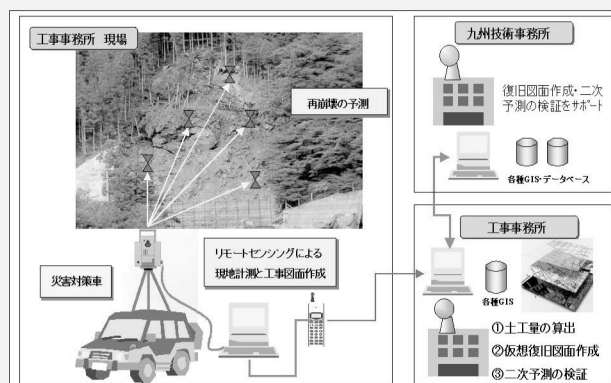 工事事務所 現場
再崩壊の予測
災害対策車
リモートセンシングによる
現地計測と工事図面作成
九州技術事務所
復旧図面作成・二次
予測の検証をサポート
各種GIS・データベース
工事事務所
各種GIS
①土工量の算出
②仮想復旧図面作成
③二次予測の検証